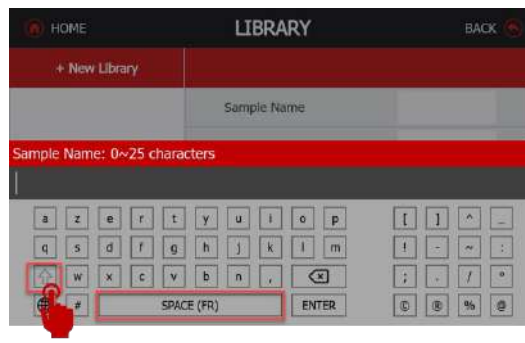 HOME LIBRARY BACK
+ New Library
Sample Name
Sample Name: 0~25 characters
a z e r t y u i o p [ ] ^ _
q s d f g h j k l m ! - ~ :
w x c v b n , ; . / °
# SPACE (FR) ENTER © ® % @